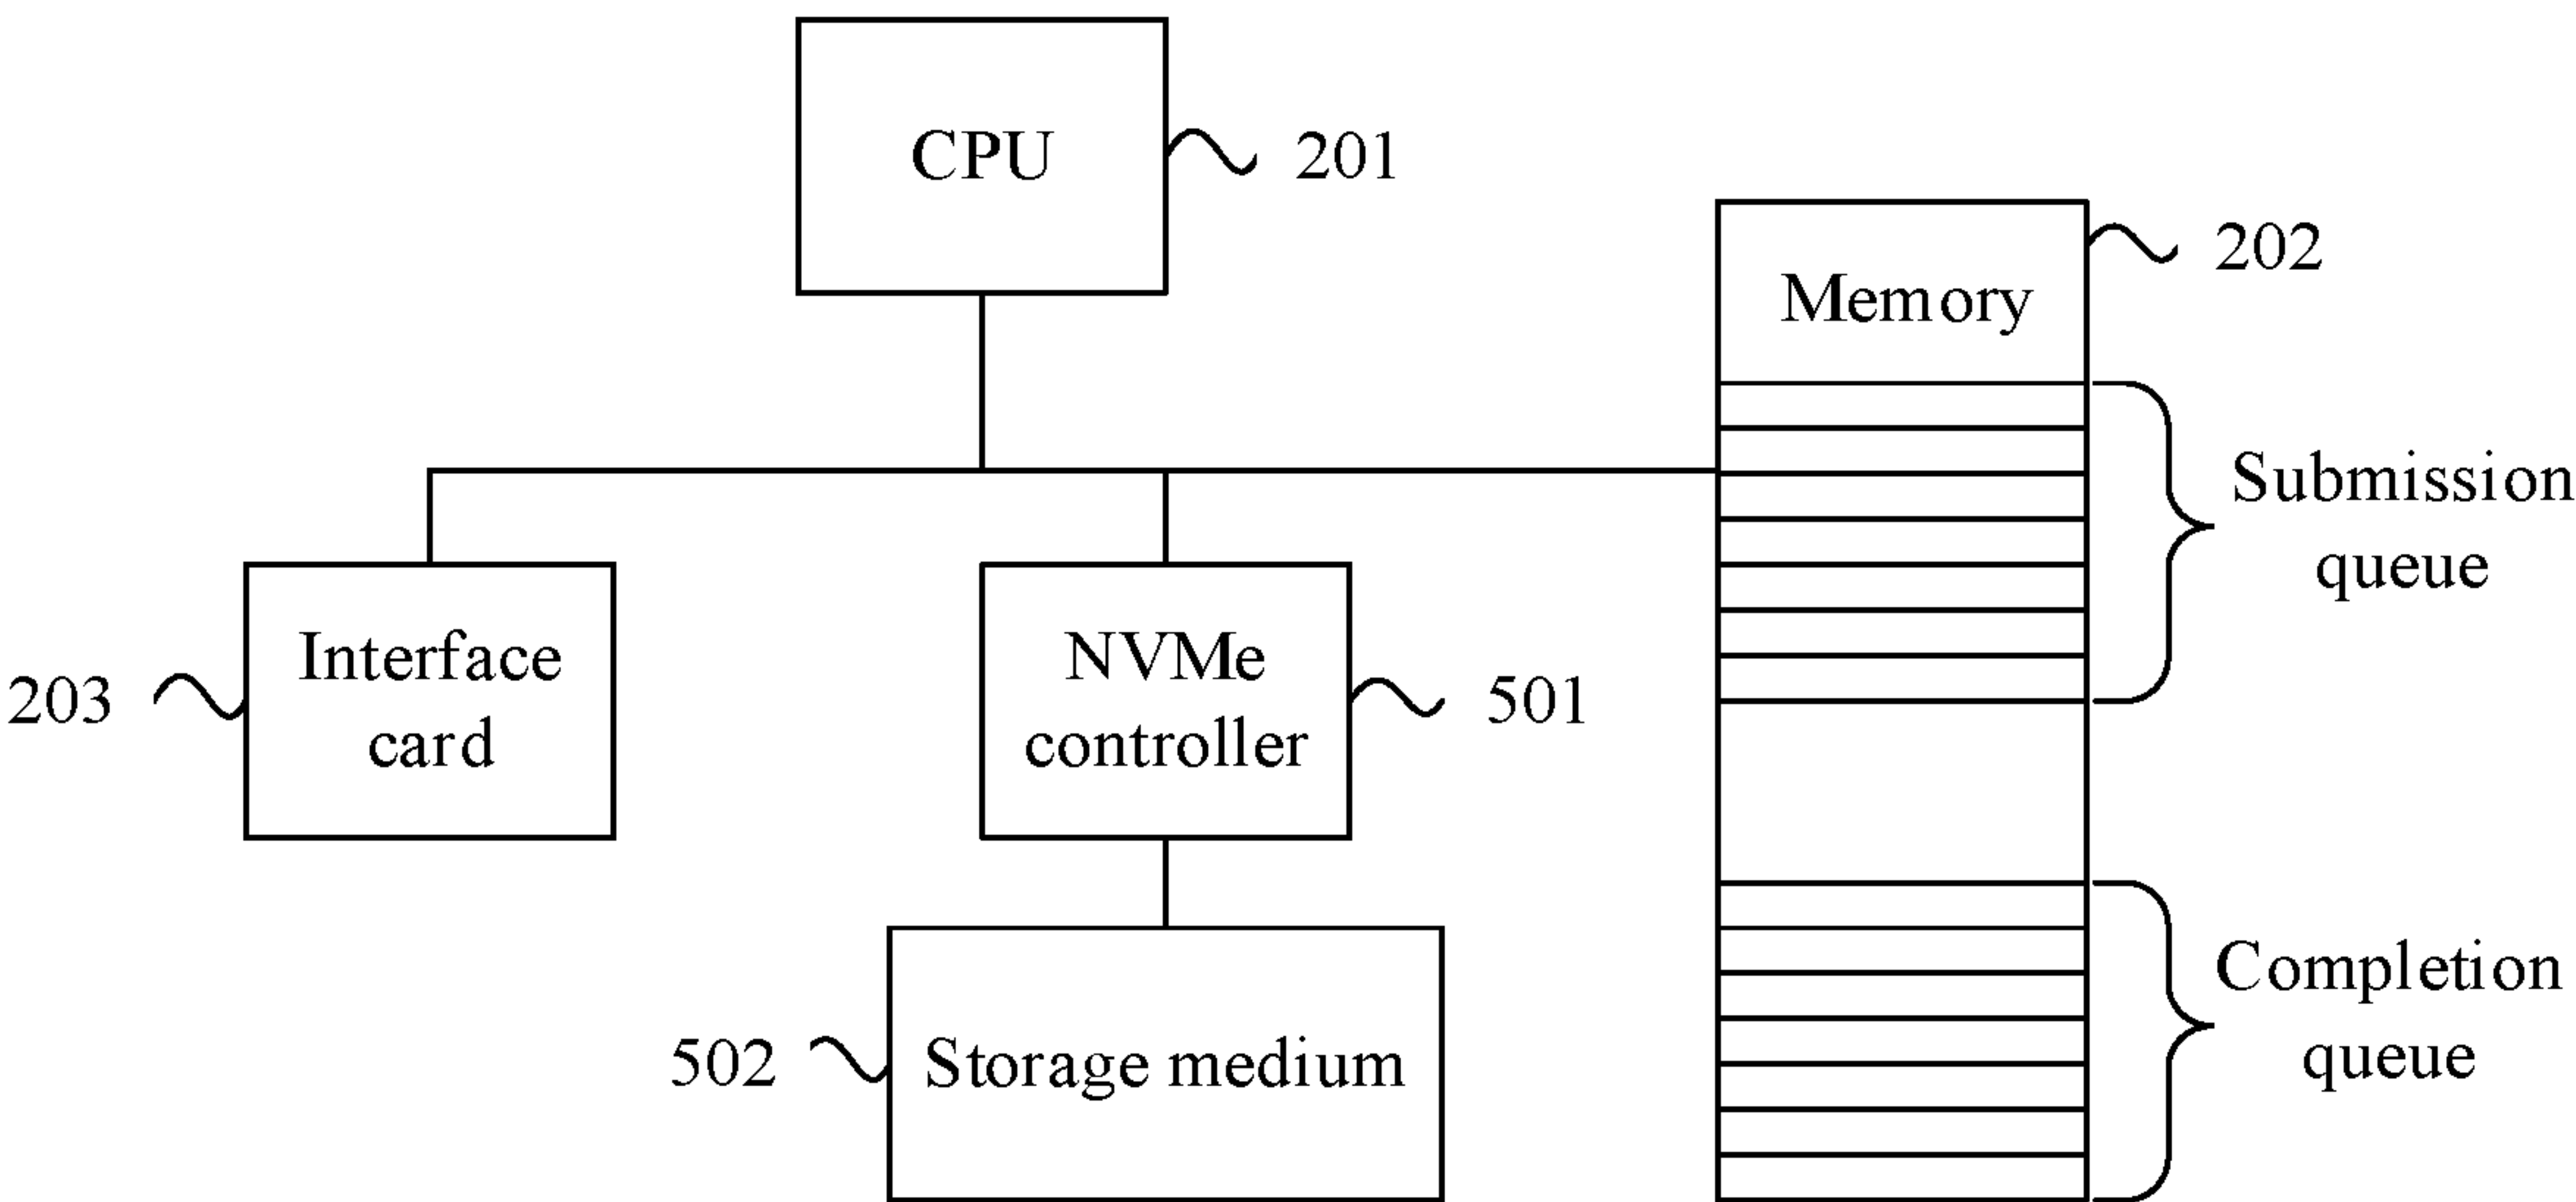 CPU
201
202
Memory
Submission
queue
Interface
card
203
NVMe
controller
501
Completion
queue
502
Storage medium